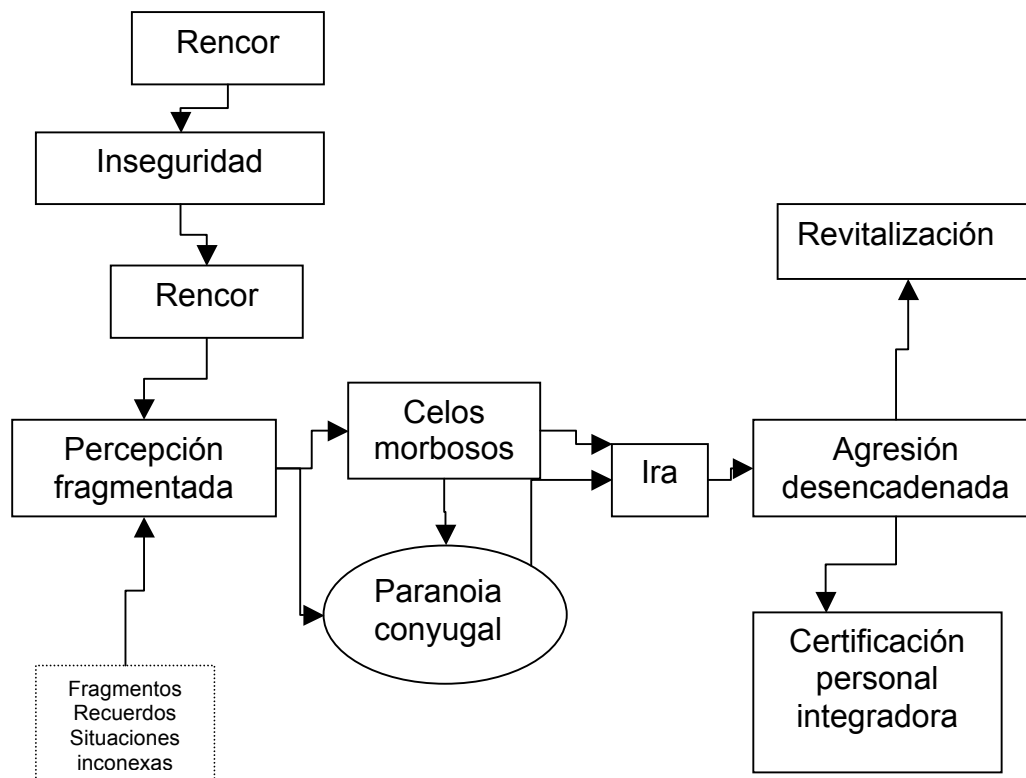 Rencor
Inseguridad
Rencor
Revitalización
Percepción
fragmentada
Celos
morbosos
Ira
Agresión
desencadenada
Paranoia
conyugal
Certificación
personal
integradora
Fragmentos
Recuerdos
Situaciones
inconexas